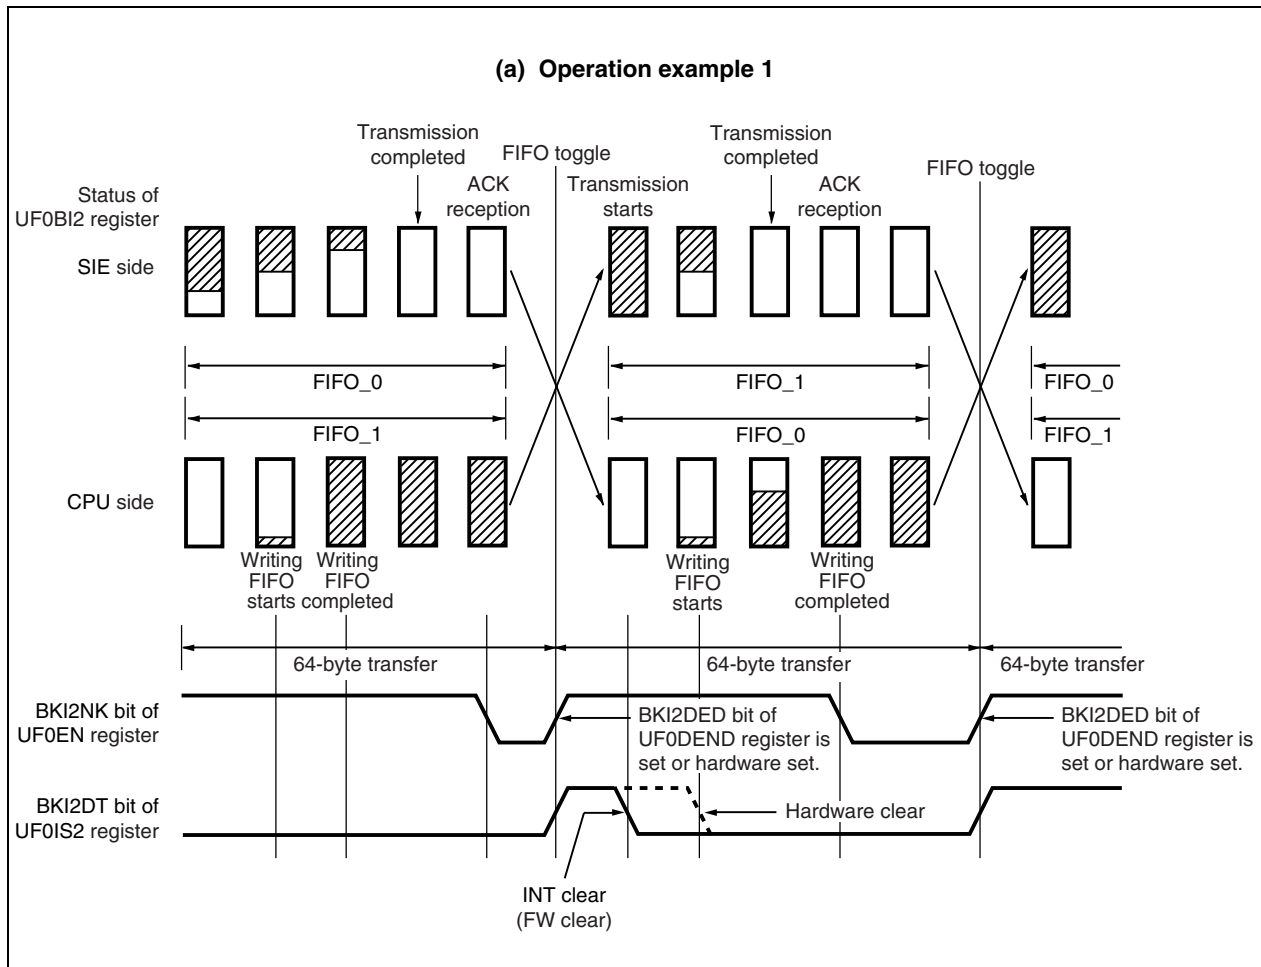 (a) Operation example 1
Transmission
completed
FIFO toggle
Transmission
completed
FIFO toggle
Status of
UF0BI2 register
ACK
reception
Transmission
starts
ACK
reception
SIE side
FIFO_0
FIFO_1
FIFO_0
FIFO_1
FIFO_0
FIFO_1
CPU side
Writing
FIFO
starts
Writing
FIFO
completed
Writing
FIFO
starts
Writing
FIFO
completed
64-byte transfer
64-byte transfer
64-byte transfer
BKI2NK bit of
UF0EN register
BKI2DED bit of
UF0DEND register is
set or hardware set.
BKI2DED bit of
UF0DEND register is
set or hardware set.
BKI2DT bit of
UF0IS2 register
Hardware clear
INT clear
(FW clear)